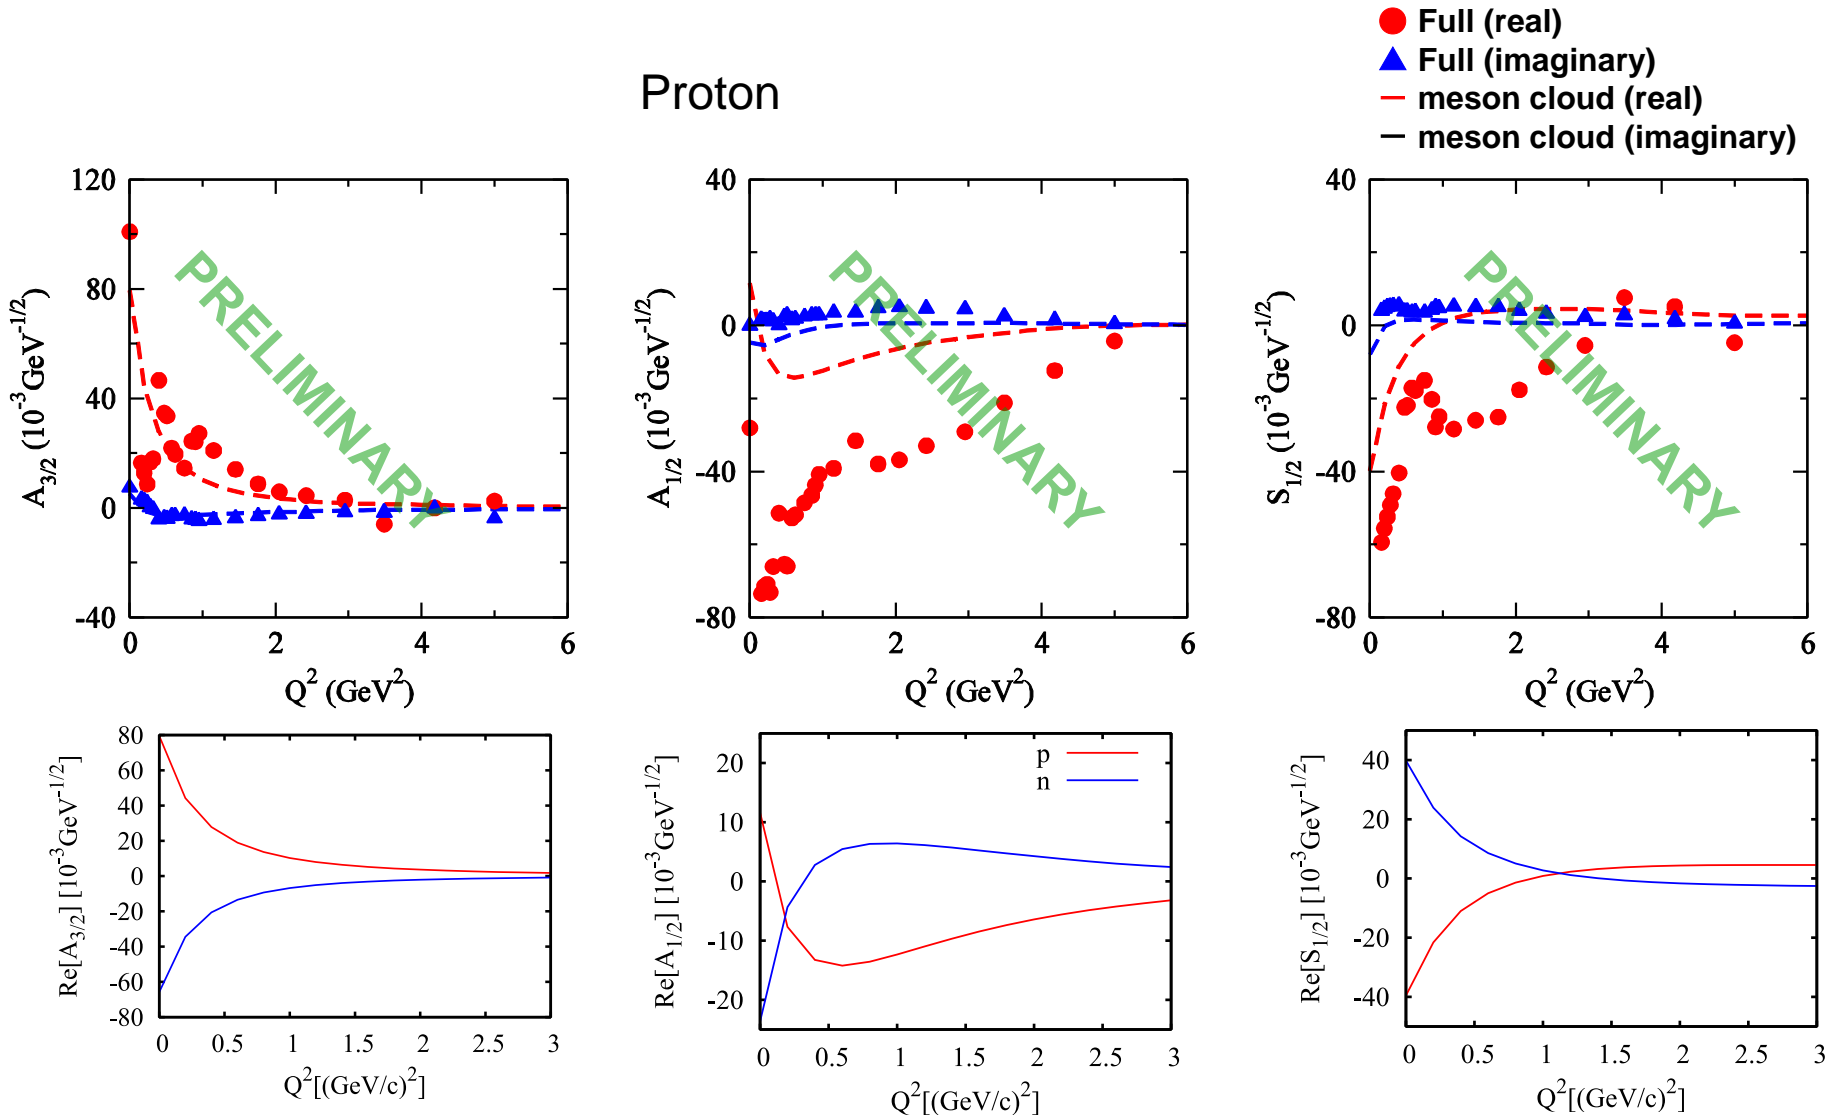 Full (real)
Full (imaginary)
meson cloud (real)
meson cloud (imaginary)
Proton
120
80
40
0
-40
0
2
4
6
A3/2 (10-3GeV-1/2)
Q2 (GeV2)
PRELIMINARY
40
0
-40
-80
0
2
4
6
A1/2 (10-3GeV-1/2)
Q2 (GeV2)
PRELIMINARY
40
0
-40
-80
0
2
4
6
S1/2 (10-3GeV-1/2)
Q2 (GeV2)
PRELIMINARY
80
60
40
20
0
-20
-40
-60
-80
0
0.5
1
1.5
2
2.5
3
Re[A3/2] [10-3GeV-1/2]
Q2[(GeV/c)2]
p
n
20
10
0
-10
-20
0
0.5
1
1.5
2
2.5
3
Re[A1/2] [10-3GeV-1/2]
Q2[(GeV/c)2]
40
20
0
-20
-40
0
0.5
1
1.5
2
2.5
3
Re[S1/2] [10-3GeV-1/2]
Q2[(GeV/c)2]